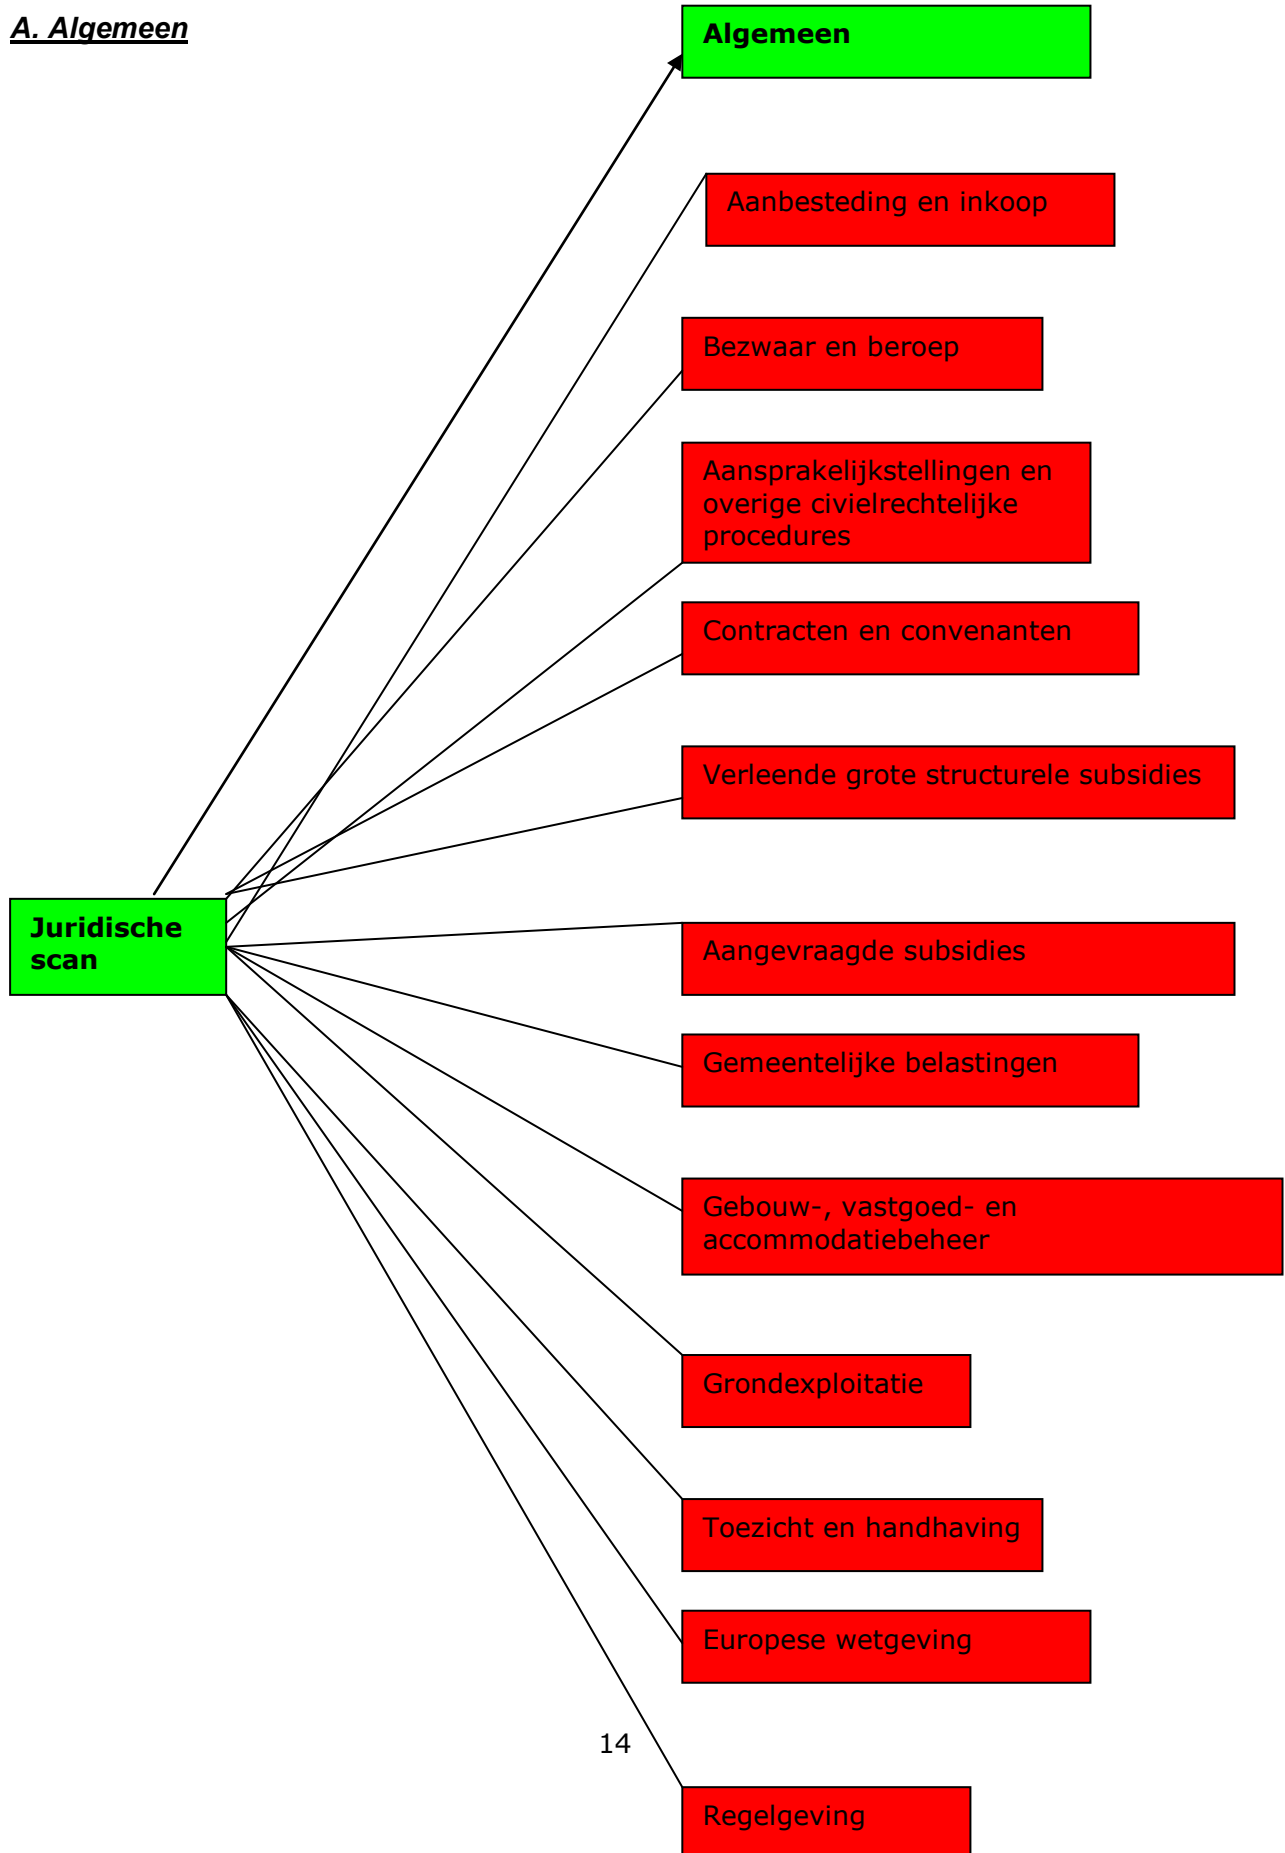 A. Algemeen
Algemeen
Aanbesteding en inkoop
Bezwaar en beroep
Aansprakelijkstellingen en
overige civielrechtelijke
procedures
Contracten en convenanten
Verleende grote structurele subsidies
Juridische
scan
Aangevraagde subsidies
Gemeentelijke belastingen
Gebouw-, vastgoed- en
accommodatiebeheer
Grondexploitatie
Toezicht en handhaving
Europese wetgeving
14
Regelgeving